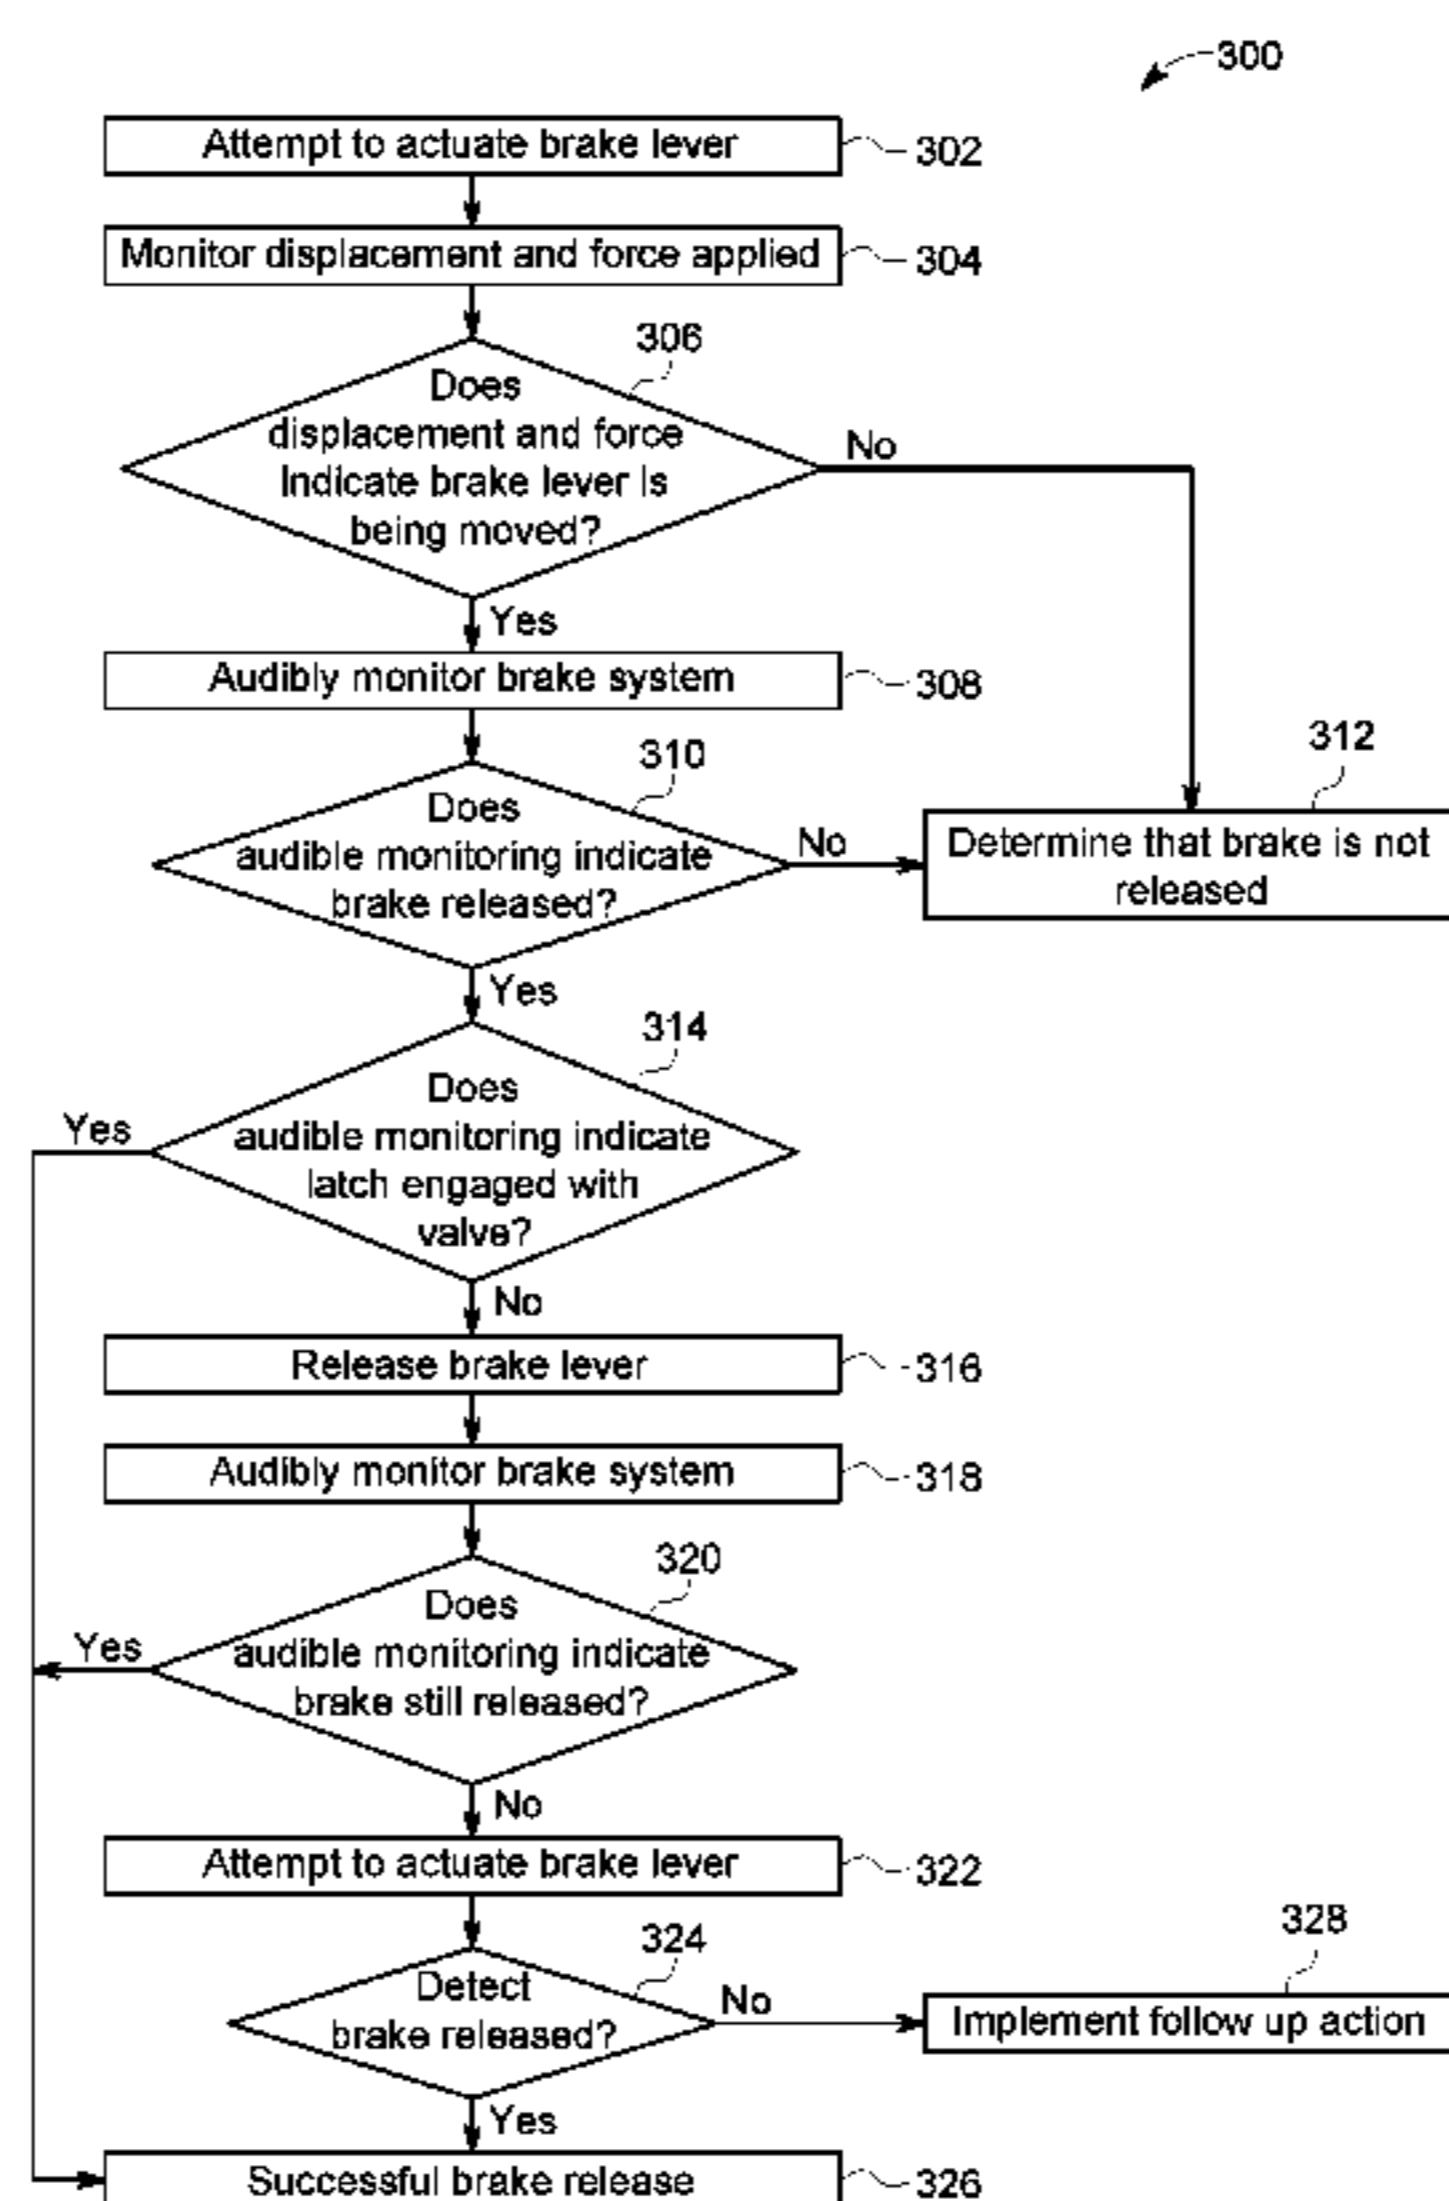 300
Attempt to actuate brake lever
302
Monitor displacement and force applied
304
306
Does
displacement and force
Indicate brake lever Is
being moved?
No
Yes
Audibly monitor brake system
308
310
Does
audible monitoring indicate
brake released?
No
312
Determine that brake is not
released
Yes
314
Does
audible monitoring indicate
latch engaged with
valve?
Yes
No
Release brake lever
316
Audibly monitor brake system
318
320
Does
audible monitoring indicate
brake still released?
Yes
No
Attempt to actuate brake lever
322
324
Detect
brake released?
No
328
Implement follow up action
Yes
Successful brake release
326